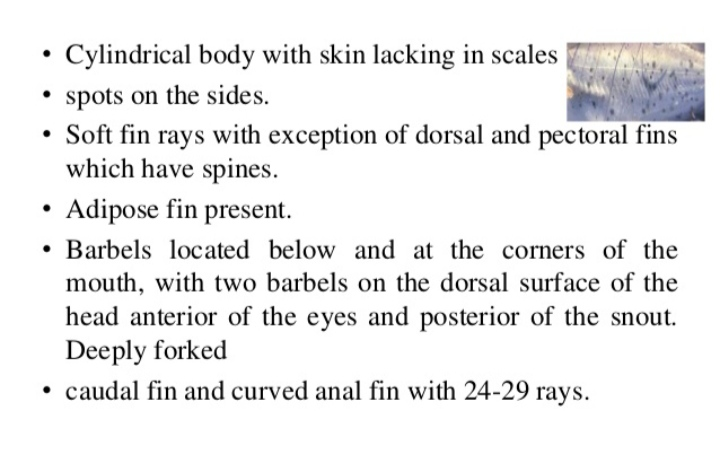 • Cylindrical body with skin lacking in scales
• spots on the sides.
• Soft fin rays with exception of dorsal and pectoral fins
which have spines.
• Adipose fin present.
• Barbels located below and at the corners of the
mouth, with two barbels on the dorsal surface of the
head anterior of the eyes and posterior of the snout.
Deeply forked
• caudal fin and curved anal fin with 24-29 rays.